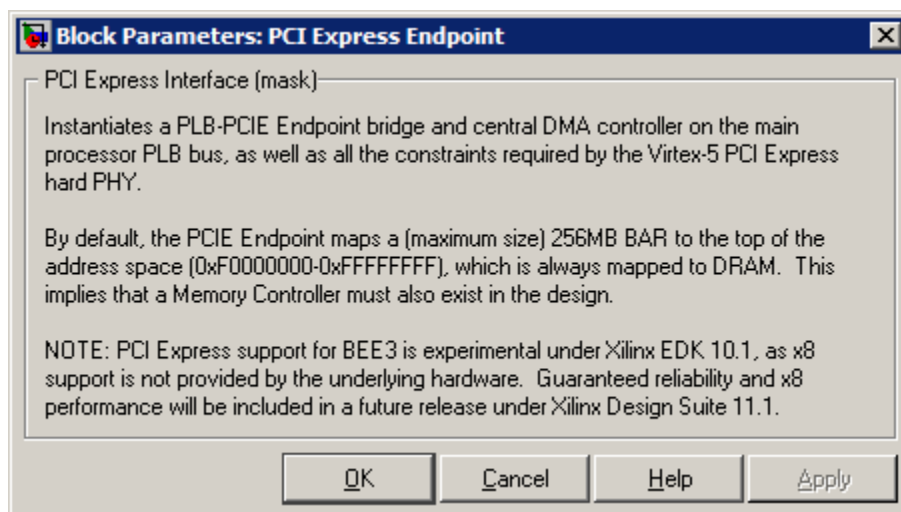 Block Parameters: PCI Express Endpoint
PCI Express Interface (mask)
Instantiates a PLB-PCIE Endpoint bridge and central DMA controller on the main
processor PLB bus, as well as all the constraints required by the Virtex-5 PCI Express
hard PHY.
By default, the PCIE Endpoint maps a (maximum size) 256MB BAR to the top of the
address space (0xF0000000-0xFFFFFFFF), which is always mapped to DRAM.  This
implies that a Memory Controller must also exist in the design.
NOTE: PCI Express support for BEE3 is experimental under Xilinx EDK 10.1, as x8
support is not provided by the underlying hardware.  Guaranteed reliability and x8
performance will be included in a future release under Xilinx Design Suite 11.1.
OK Cancel Help Apply